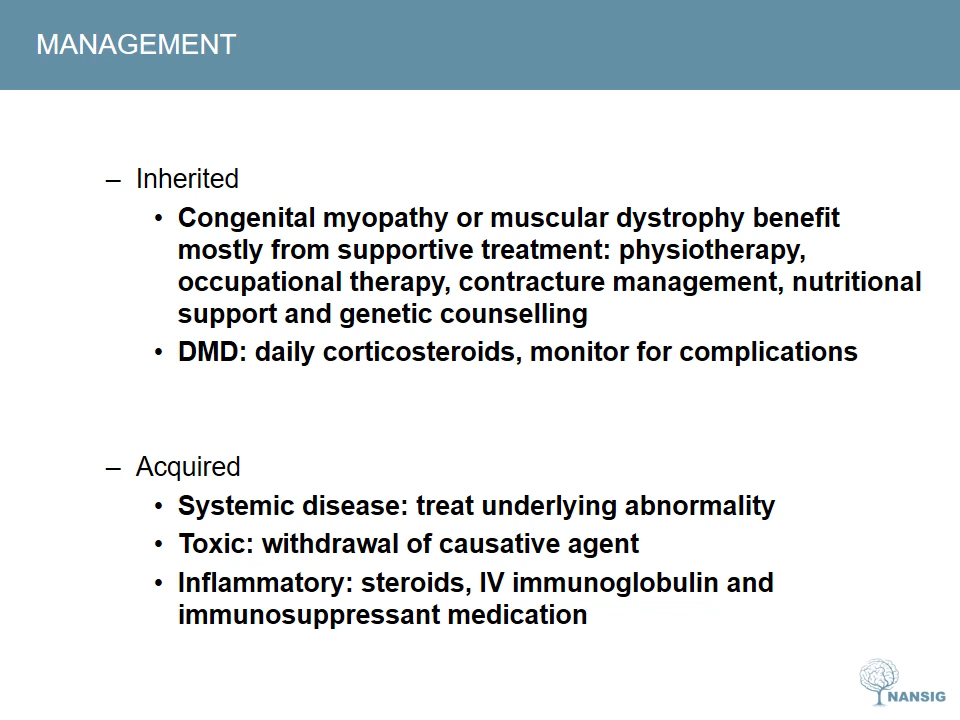 MANAGEMENT
– Inherited
• Congenital myopathy or muscular dystrophy benefit
mostly from supportive treatment: physiotherapy,
occupational therapy, contracture management, nutritional
support and genetic counselling
• DMD: daily corticosteroids, monitor for complications
– Acquired
• Systemic disease: treat underlying abnormality
• Toxic: withdrawal of causative agent
• Inflammatory: steroids, IV immunoglobulin and
immunosuppressant medication
NANSIG